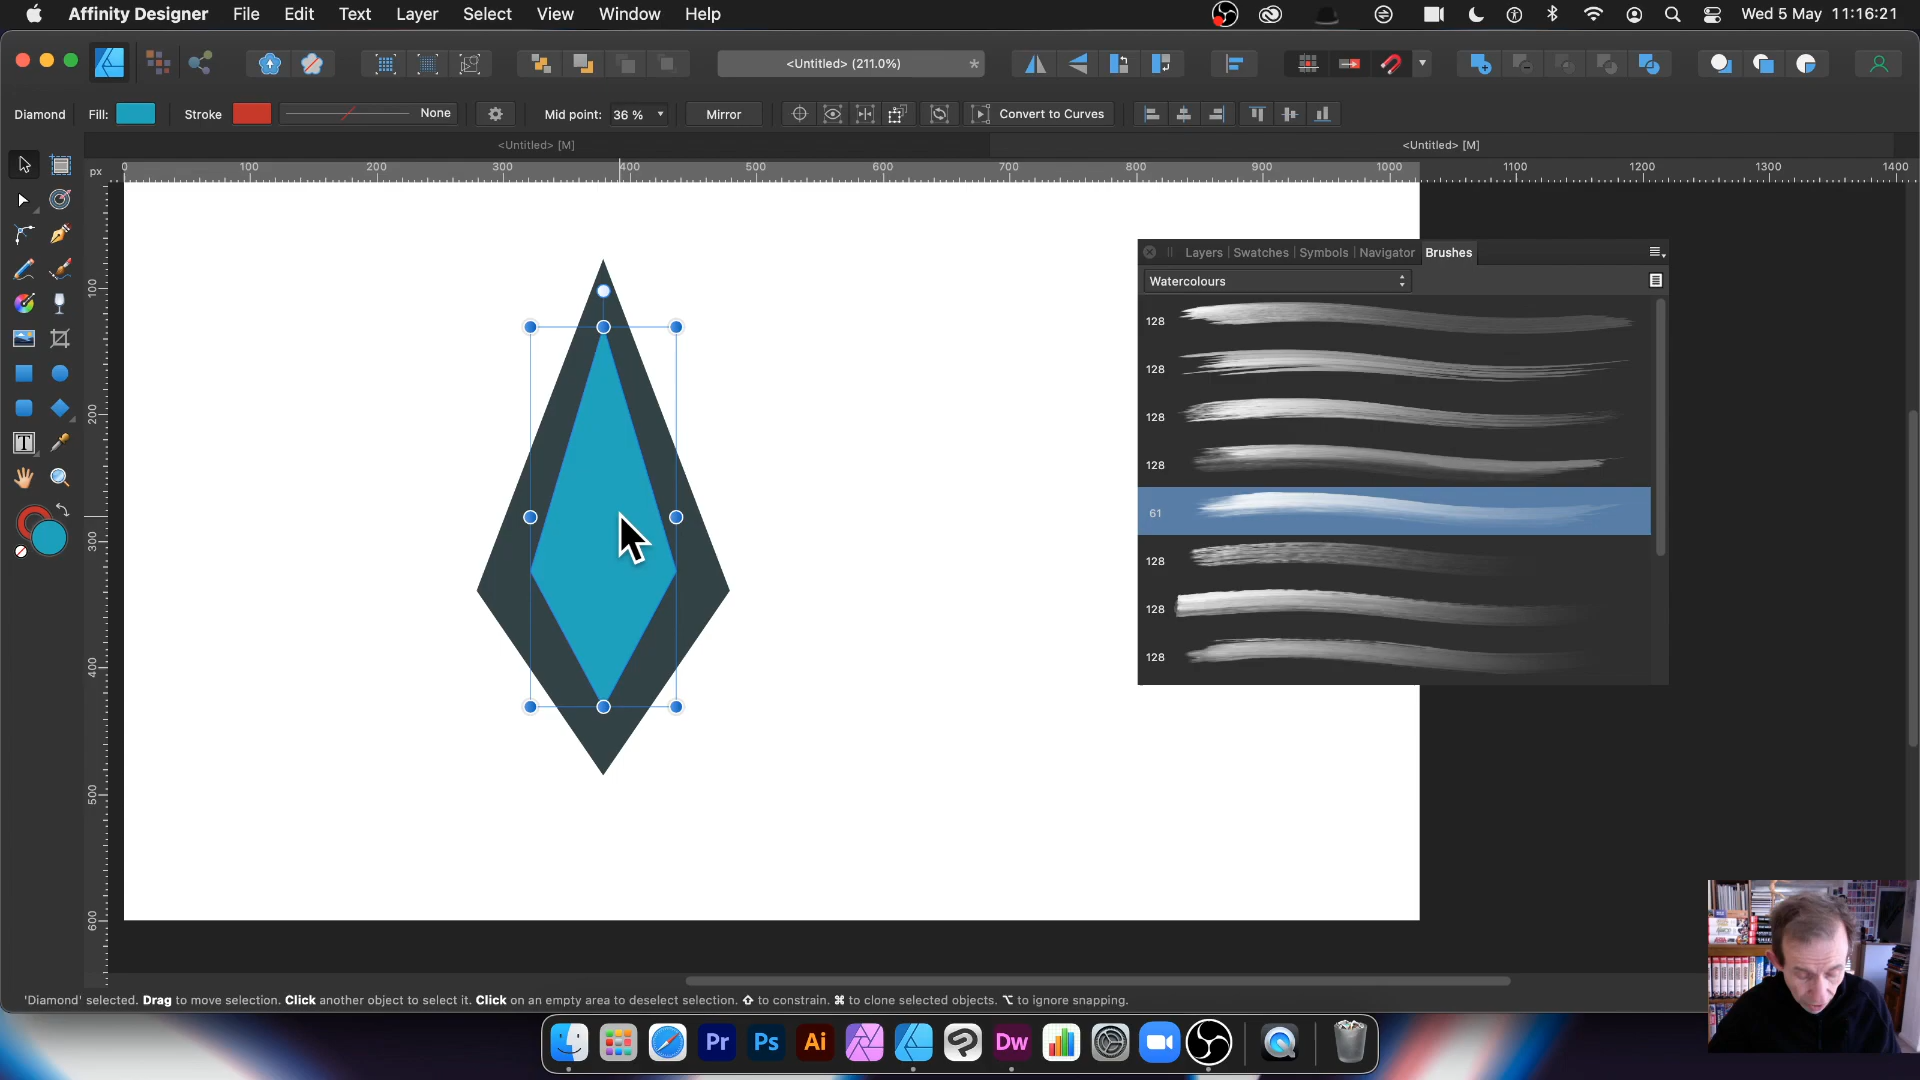 Affinity Designer File Edit Text Layer Select View Window Help Wed 5 May 11:16:21
<Untitled> (211.0%) *
Diamond Fill: Stroke None Mid point: 36 % Mirror Convert to Curves
<Untitled> [M] <Untitled> [M]
px 0 100 200 300 400 500 600 700 800 900 1000 1100 1200 1300 1400
100
200
300
400
500
600
Layers Swatches Symbols Navigator Brushes
Watercolours
128
128
128
128
61
128
128
128
T
'Diamond' selected. Drag to move selection. Click another object to select it. Click on an empty area to deselect selection. ⇧ to constrain. ⌘ to clone selected objects. ⌥ to ignore snapping.
Pr Ps Ai Dw